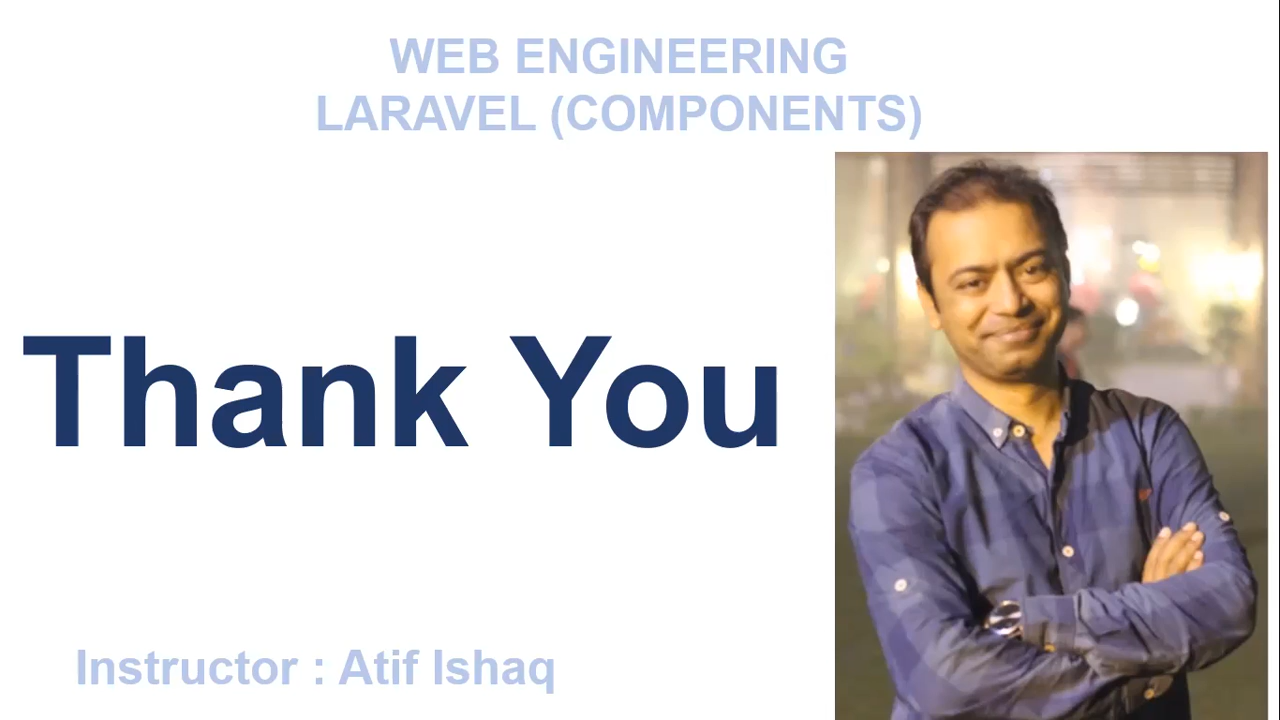 WEB ENGINEERING
LARAVEL (COMPONENTS)
Thank You
Instructor : Atif Ishaq